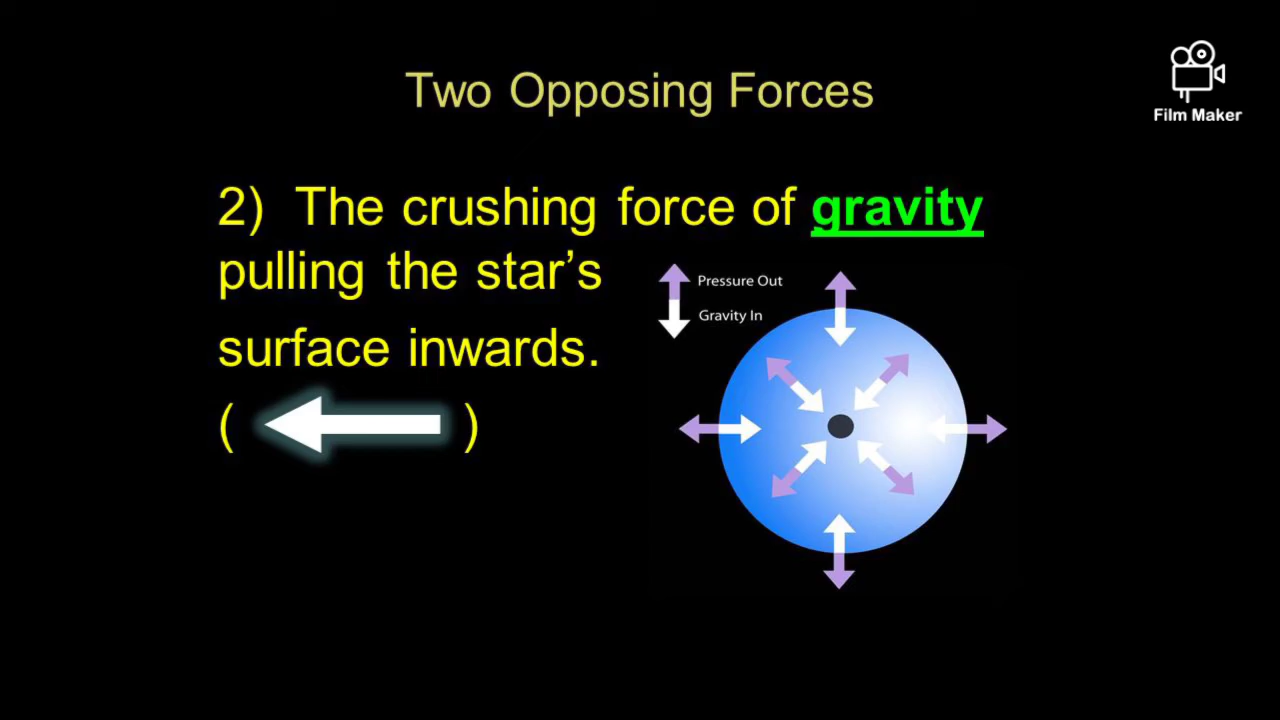 Two Opposing Forces
Film Maker
2) The crushing force of gravity
pulling the star’s
Pressure Out
Gravity In
surface inwards.
( )